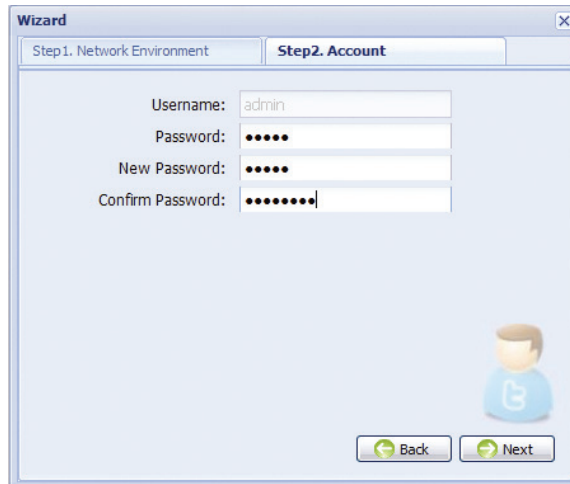 Wizard
Step1. Network Environment
Step2. Account
Username: admin
Password: •••••
New Password: •••••
Confirm Password: ••••••••
Back
Next